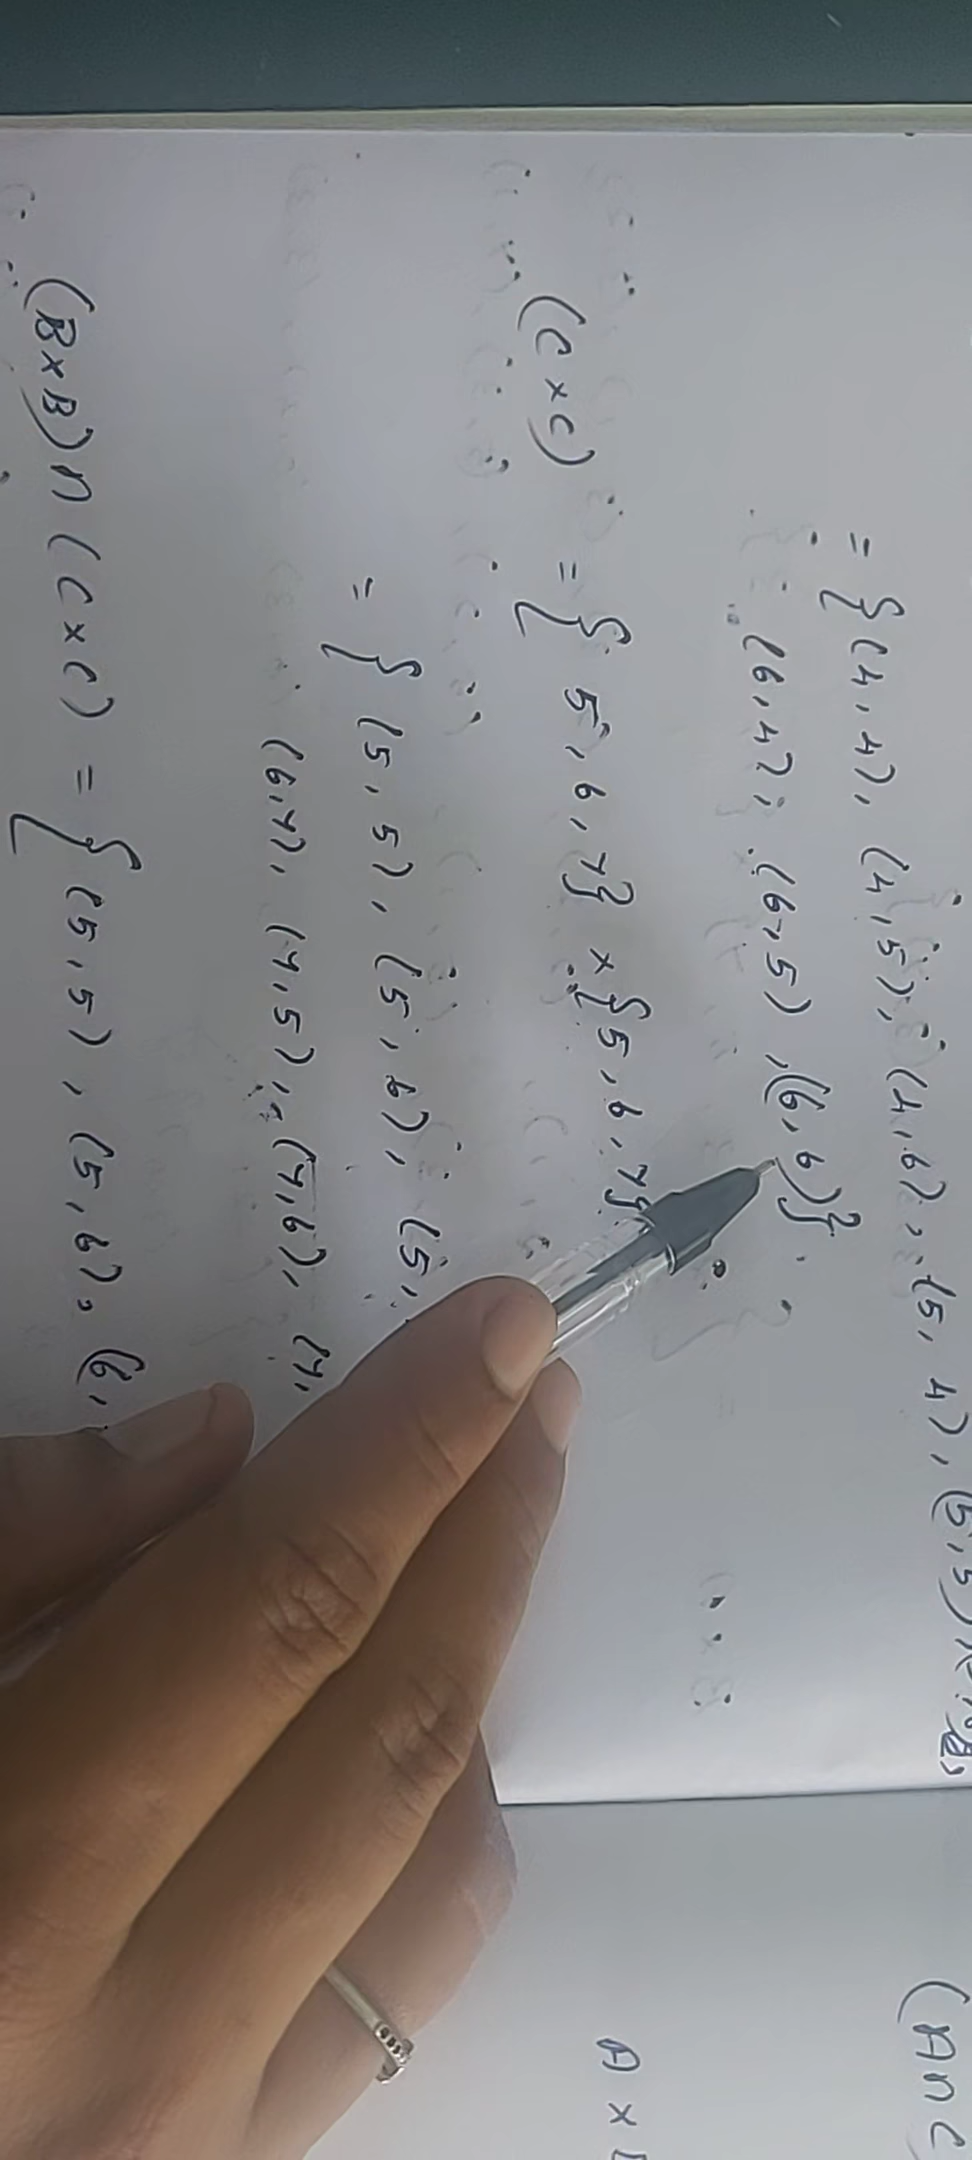 = {(4,4), (4,5), (4,6), (5,4), (5,5),
(6,4), (6,5), (6,6)}.
(C×C) = {5,6,7} × {5,6,7}
= {(5,5), (5,6), (5,
(6,7), (7,5), (7,6), (7,
(B×B)∩(C×C) = {(5,5), (5,6), (6,
(A∩C
A×